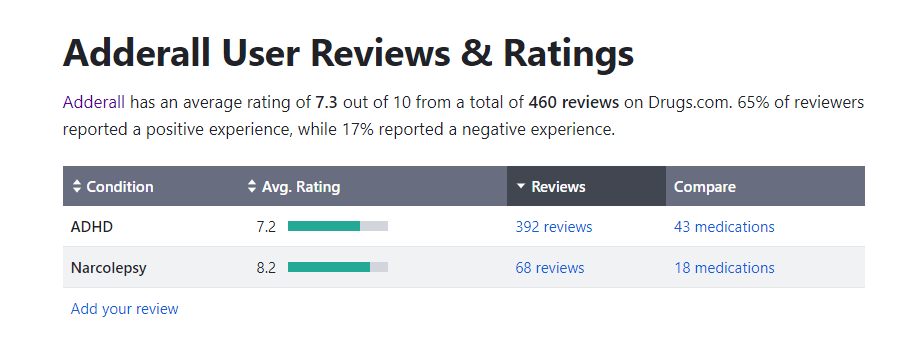 Adderall User Reviews & Ratings
Adderall has an average rating of 7.3 out of 10 from a total of 460 reviews on Drugs.com. 65% of reviewers
reported a positive experience, while 17% reported a negative experience.
Condition Avg. Rating Reviews Compare
ADHD 7.2 392 reviews 43 medications
Narcolepsy 8.2 68 reviews 18 medications
Add your review